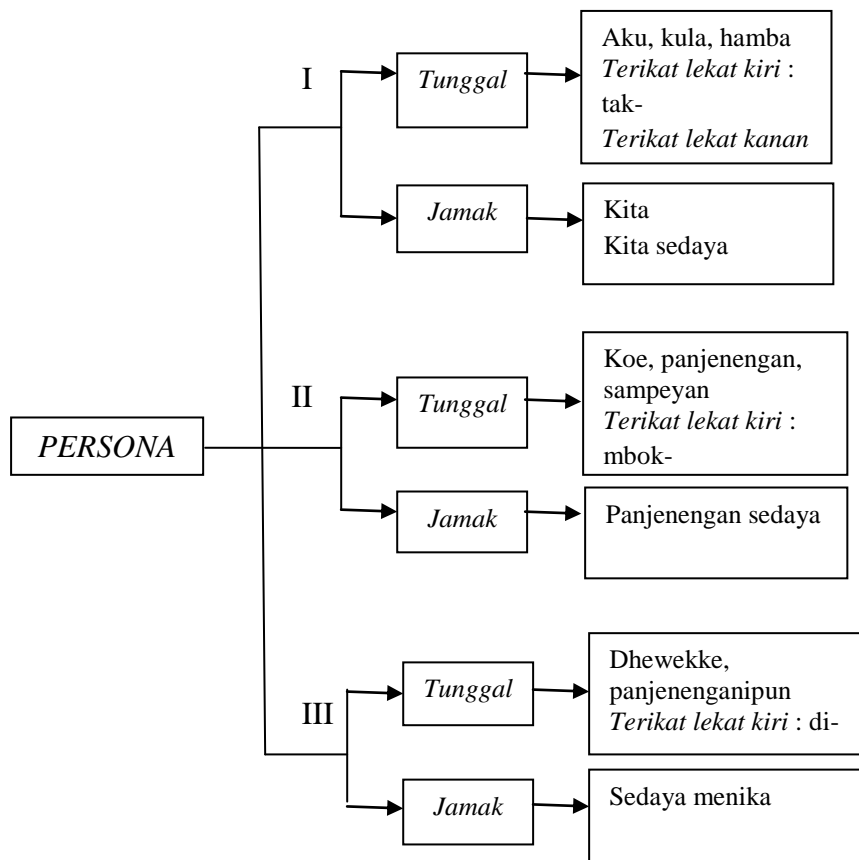 PERSONA
I
Tunggal
Aku, kula, hamba
Terikat lekat kiri :
tak-
Terikat lekat kanan
Jamak
Kita
Kita sedaya
II
Tunggal
Koe, panjenengan,
sampeyan
Terikat lekat kiri :
mbok-
Jamak
Panjenengan sedaya
III
Tunggal
Dhewekke,
panjenenganipun
Terikat lekat kiri : di-
Jamak
Sedaya menika